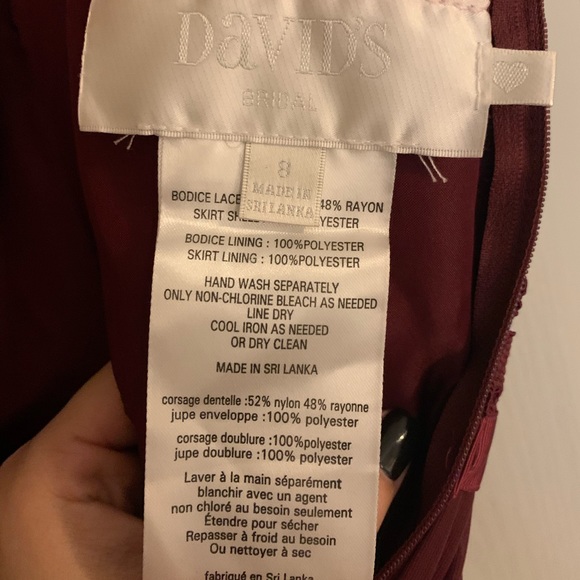 DaVID'S
BRIDAL
8
MADE IN
SRI LANKA
BODICE LACE 48% RAYON
SKIRT SHE YESTER
BODICE LINING : 100%POLYESTER
SKIRT LINING : 100%POLYESTER
HAND WASH SEPARATELY
ONLY NON-CHLORINE BLEACH AS NEEDED
LINE DRY
COOL IRON AS NEEDED
OR DRY CLEAN
MADE IN SRI LANKA
corsage dentelle :52% nylon 48% rayonne
jupe enveloppe :100% polyester
corsage doublure :100%polyester
jupe doublure :100% polyester
Laver à la main séparément
blanchir avec un agent
non chloré au besoin seulement
Étendre pour sécher
Repasser à froid au besoin
Ou nettoyer à sec
fabriqué en Sri Lanka